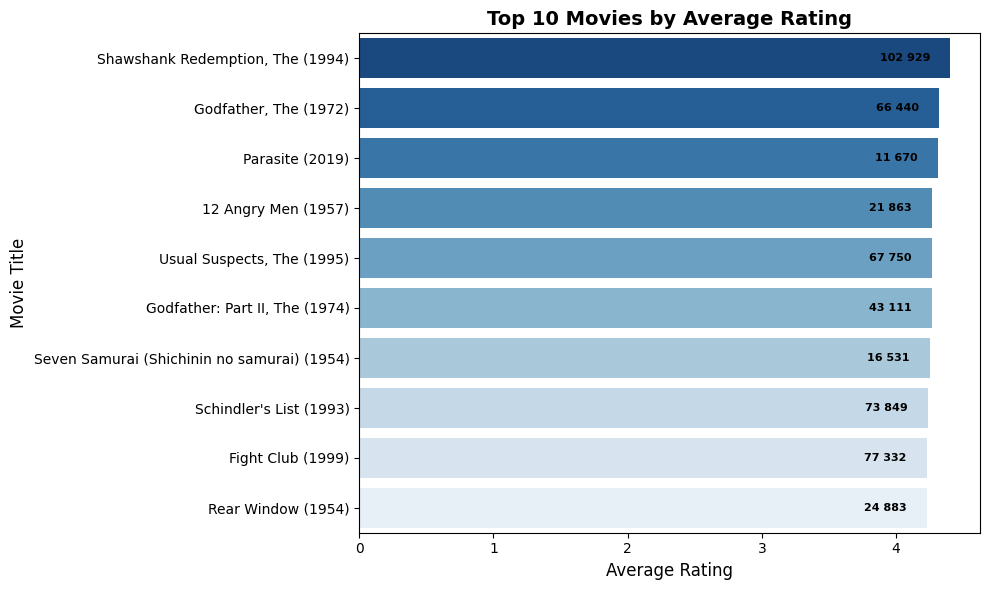 Top 10 Movies by Average Rating
Movie Title
Shawshank Redemption, The (1994) 102 929
Godfather, The (1972) 66 440
Parasite (2019) 11 670
12 Angry Men (1957) 21 863
Usual Suspects, The (1995) 67 750
Godfather: Part II, The (1974) 43 111
Seven Samurai (Shichinin no samurai) (1954) 16 531
Schindler's List (1993) 73 849
Fight Club (1999) 77 332
Rear Window (1954) 24 883
0 1 2 3 4
Average Rating